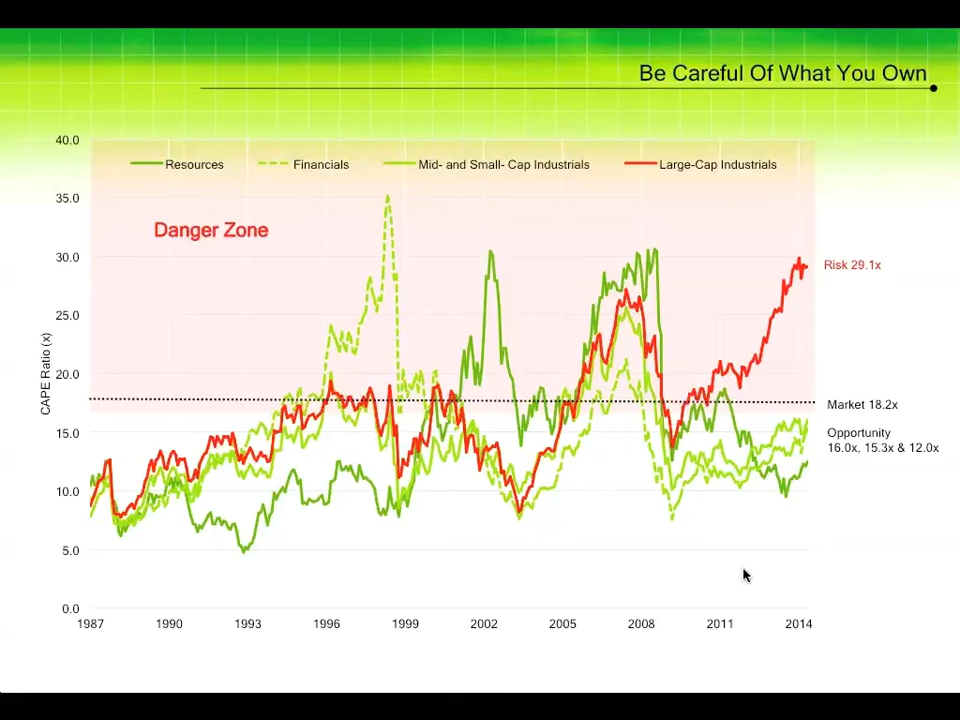 Be Careful Of What You Own
40.0
Resources Financials Mid- and Small- Cap Industrials Large-Cap Industrials
35.0
Danger Zone
30.0
Risk 29.1x
25.0
CAPE Ratio (x)
20.0
Market 18.2x
15.0
Opportunity
16.0x, 15.3x & 12.0x
10.0
5.0
0.0
1987 1990 1993 1996 1999 2002 2005 2008 2011 2014